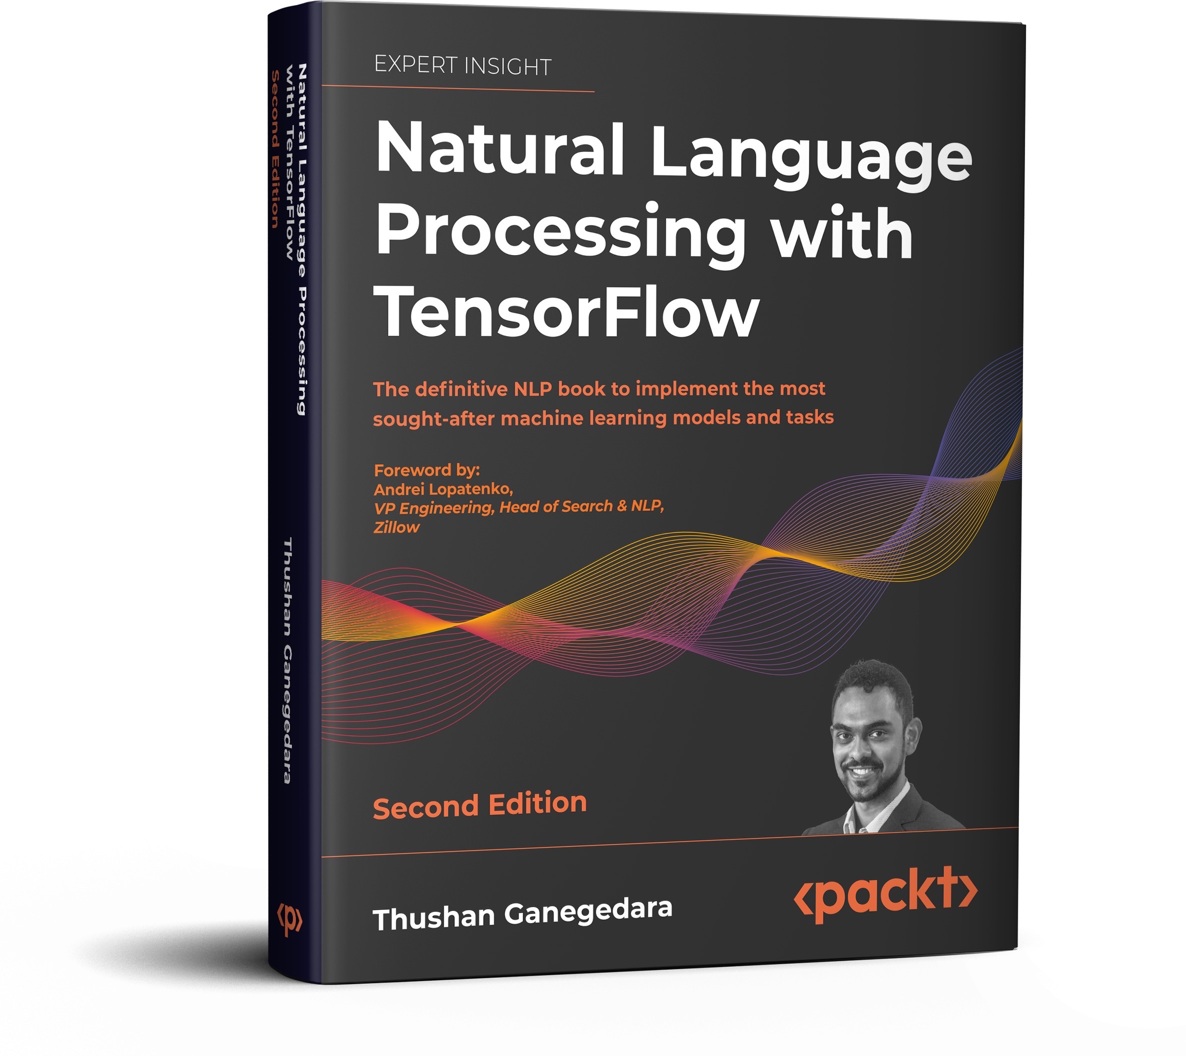 EXPERT INSIGHT
Natural Language
Processing with
TensorFlow
The definitive NLP book to implement the most
sought-after machine learning models and tasks
Foreword by:
Andrei Lopatenko,
VP Engineering, Head of Search & NLP,
Zillow
Second Edition
Thushan Ganegedara
<packt>
Natural Language Processing
with TensorFlow
Second Edition
Thushan Ganegedara
<p>